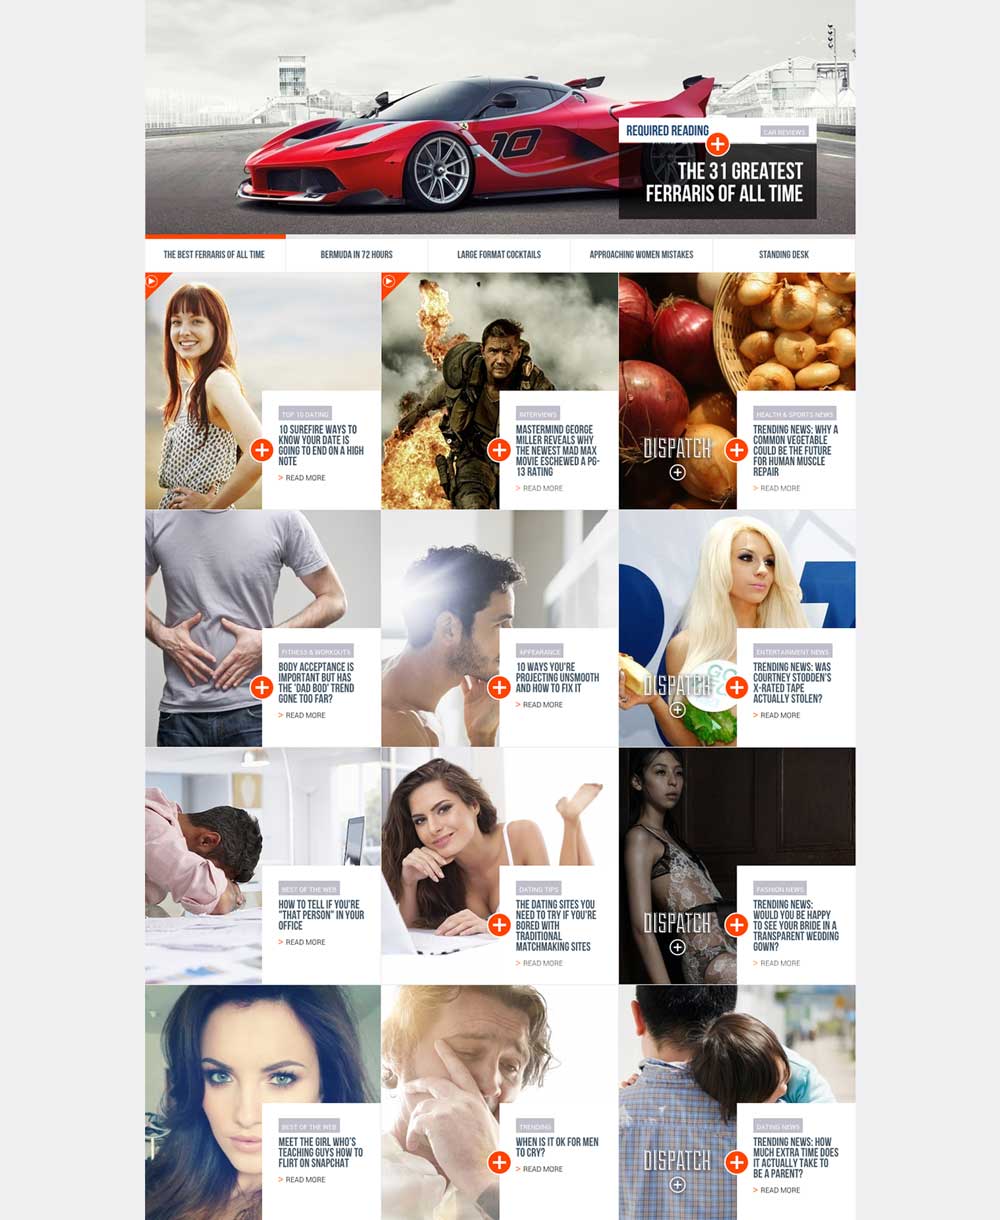 10
REQUIRED READING
CAR REVIEWS
THE 31 GREATEST
FERRARIS OF ALL TIME
THE BEST FERRARIS OF ALL TIME
BERMUDA IN 72 HOURS
LARGE FORMAT COCKTAILS
APPROACHING WOMEN MISTAKES
STANDING DESK
TOP 10 DATING
10 SUREFIRE WAYS TO
KNOW YOUR DATE IS
GOING TO END ON A HIGH
NOTE
> READ MORE
INTERVIEWS
MASTERMIND GEORGE
MILLER REVEALS WHY
THE NEWEST MAD MAX
MOVIE ESCHEWED A PG-
13 RATING
> READ MORE
DISPATCH
HEALTH & SPORTS NEWS
TRENDING NEWS: WHY A
COMMON VEGETABLE
COULD BE THE FUTURE
FOR HUMAN MUSCLE
REPAIR
> READ MORE
FITNESS & WORKOUTS
BODY ACCEPTANCE IS
IMPORTANT BUT HAS
THE 'DAD BOD' TREND
GONE TOO FAR?
> READ MORE
APPEARANCE
10 WAYS YOU'RE
PROJECTING UNSMOOTH
AND HOW TO FIX IT
> READ MORE
DISPATCH
ENTERTAINMENT NEWS
TRENDING NEWS: WAS
COURTNEY STODDEN'S
X-RATED TAPE
ACTUALLY STOLEN?
> READ MORE
BEST OF THE WEB
HOW TO TELL IF YOU'RE
"THAT PERSON" IN YOUR
OFFICE
> READ MORE
DATING TIPS
THE DATING SITES YOU
NEED TO TRY IF YOU'RE
BORED WITH
TRADITIONAL
MATCHMAKING SITES
> READ MORE
DISPATCH
FASHION NEWS
TRENDING NEWS:
WOULD YOU BE HAPPY
TO SEE YOUR BRIDE IN A
TRANSPARENT WEDDING
GOWN?
> READ MORE
BEST OF THE WEB
MEET THE GIRL WHO'S
TEACHING GUYS HOW TO
FLIRT ON SNAPCHAT
> READ MORE
TRENDING
WHEN IS IT OK FOR MEN
TO CRY?
> READ MORE
DISPATCH
DATING NEWS
TRENDING NEWS: HOW
MUCH EXTRA TIME DOES
IT ACTUALLY TAKE TO
BE A PARENT?
> READ MORE